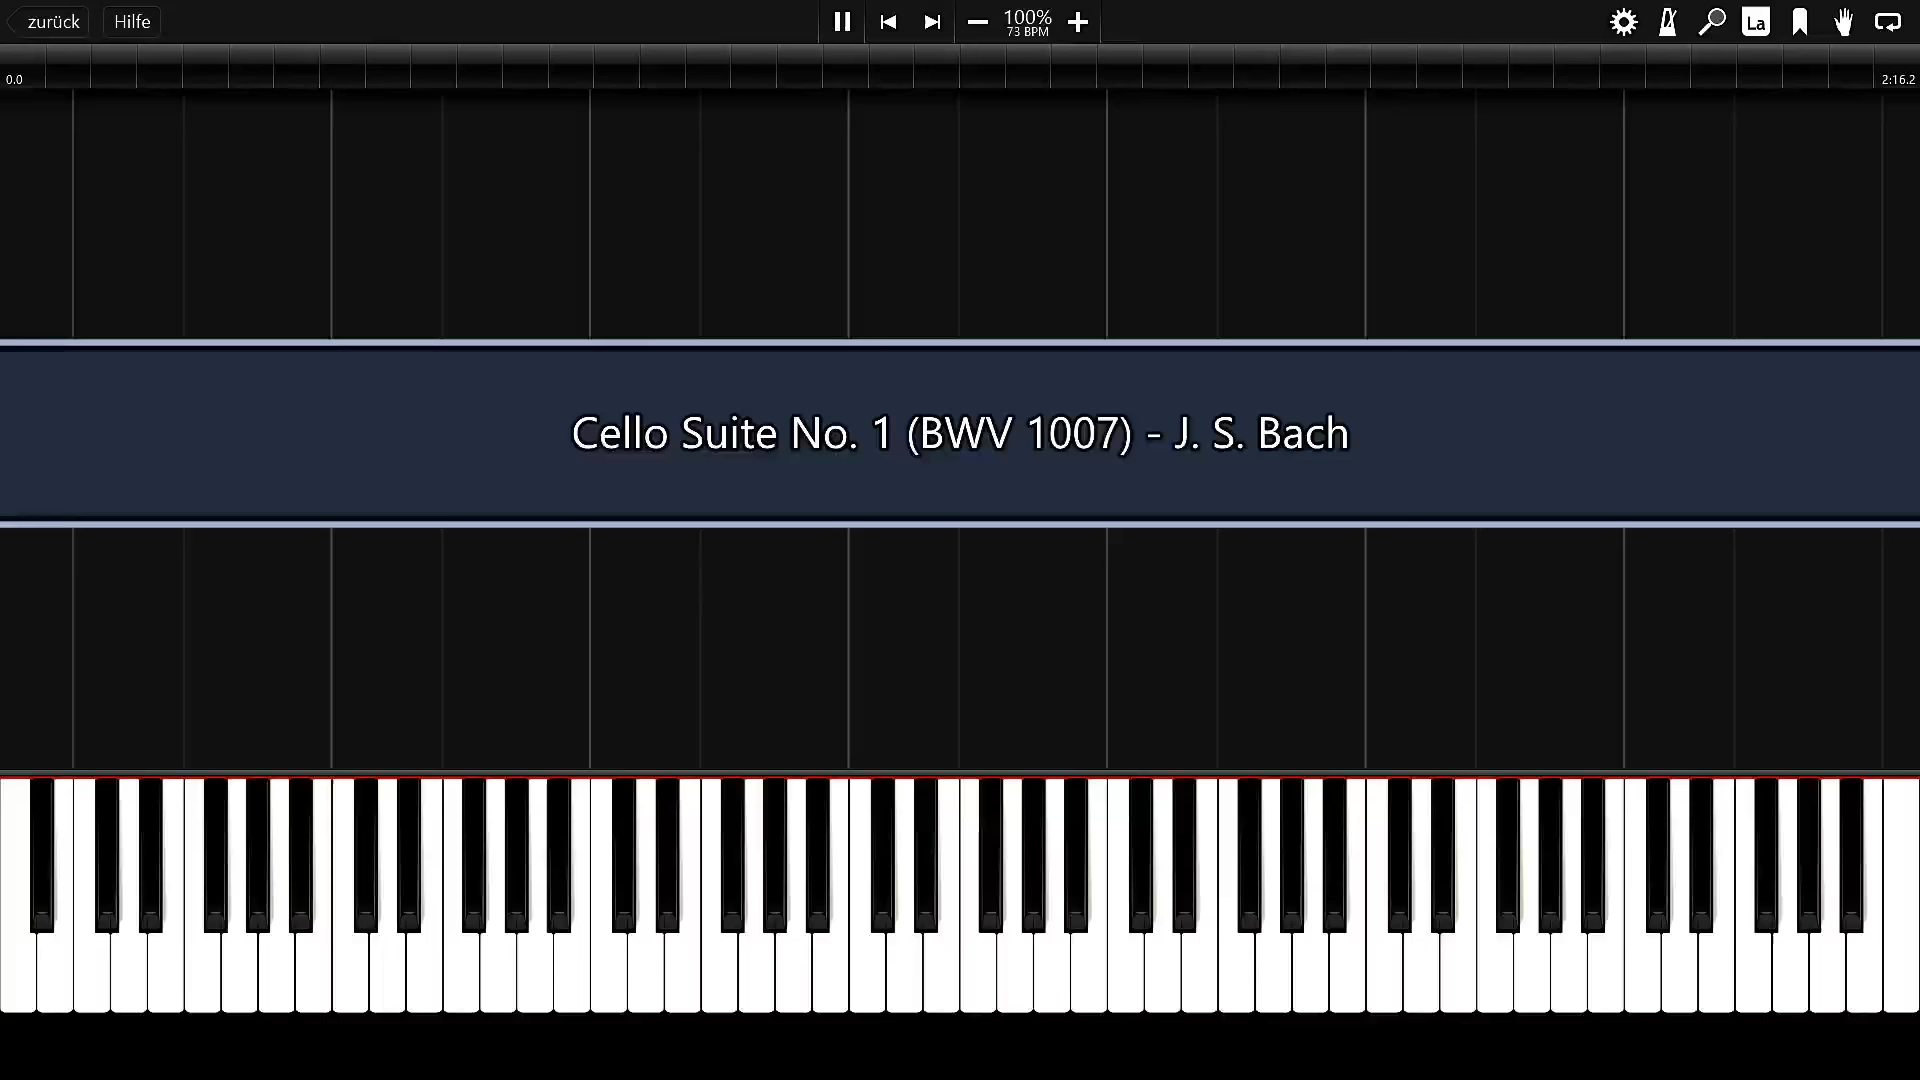 zurück Hilfe 100%
73 BPM La
0.0 2:16.2
Cello Suite No. 1 (BWV 1007) - J. S. Bach